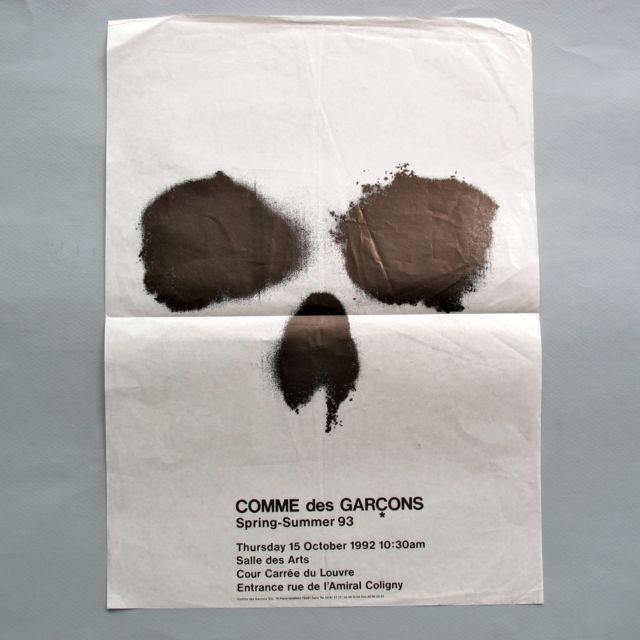 COMME des GARÇONS
Spring-Summer 93
Thursday 15 October 1992 10:30am
Salle des Arts
Cour Carrée du Louvre
Entrance rue de l'Amiral Coligny